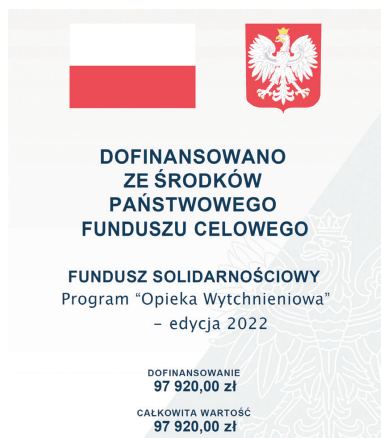 DOFINANSOWANO
ZE ŚRODKÓW
PAŃSTWOWEGO
FUNDUSZU CELOWEGO
FUNDUSZ SOLIDARNOŚCIOWY
Program “Opieka Wytchnieniowa”
– edycja 2022
DOFINANSOWANIE
97 920,00 zł
CAŁKOWITA WARTOŚĆ
97 920,00 zł